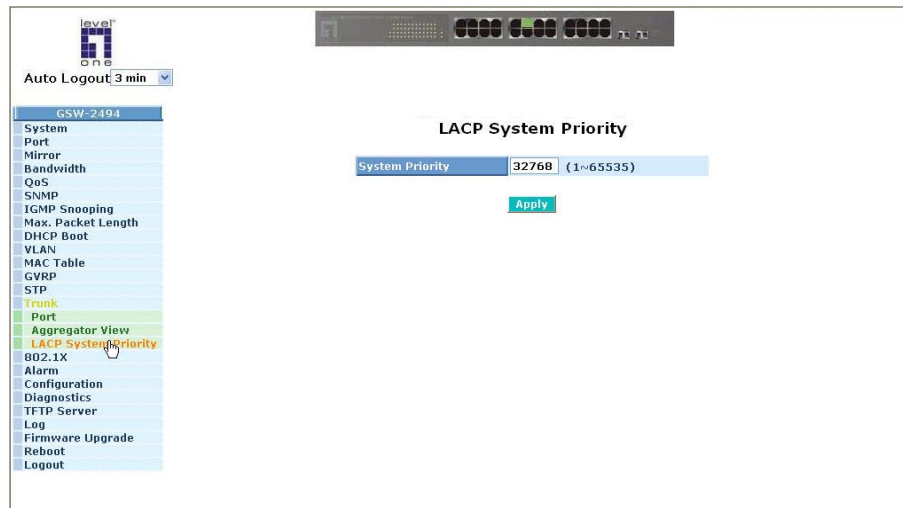 level
one
Auto Logout 3 min
GSW-2494
System
Port
Mirror
Bandwidth
QoS
SNMP
IGMP Snooping
Max. Packet Length
DHCP Boot
VLAN
MAC Table
GVRP
STP
Trunk
Port
Aggregator View
LACP System Priority
802.1X
Alarm
Configuration
Diagnostics
TFTP Server
Log
Firmware Upgrade
Reboot
Logout
LACP System Priority
System Priority 32768 (1~65535)
Apply